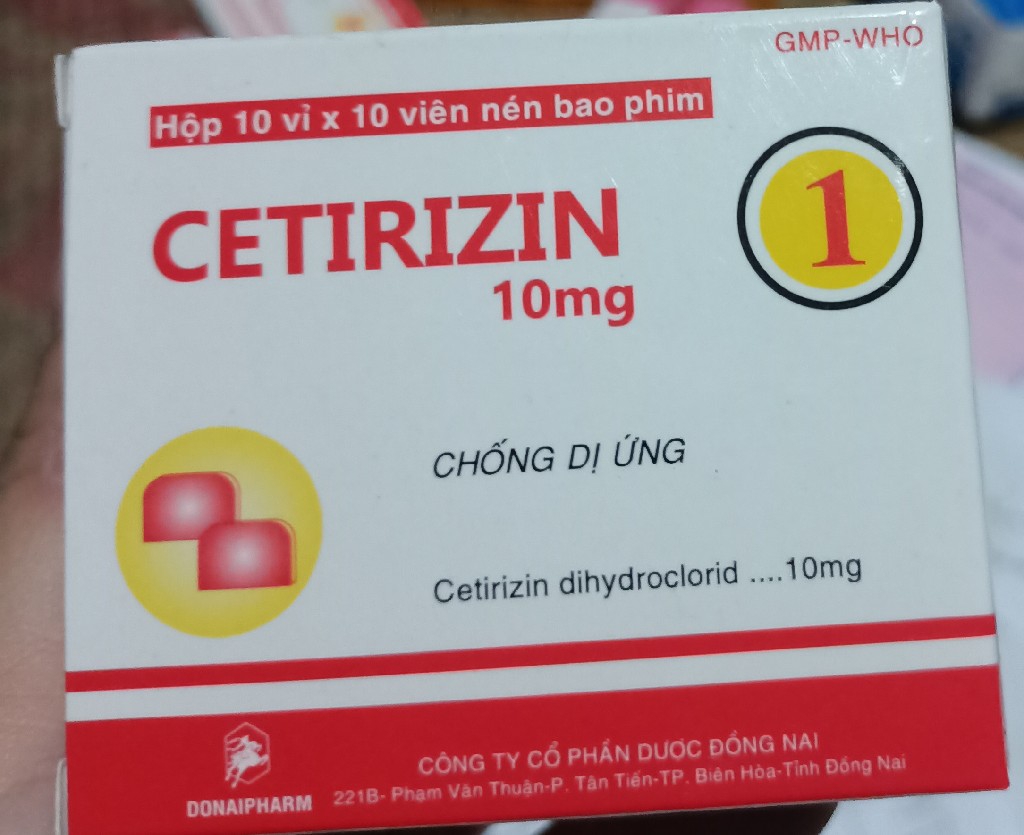 GMP-WHO
Hộp 10 vỉ x 10 viên nén bao phim
CETIRIZIN
10mg
1
CHỐNG DỊ ỨNG
Cetirizin dihydroclorid ....10mg
DONAIPHARM
CÔNG TY CỔ PHẦN DƯỢC ĐỒNG NAI
221B- Phạm Văn Thuận-P. Tân Tiến-TP. Biên Hòa-Tỉnh Đồng Nai